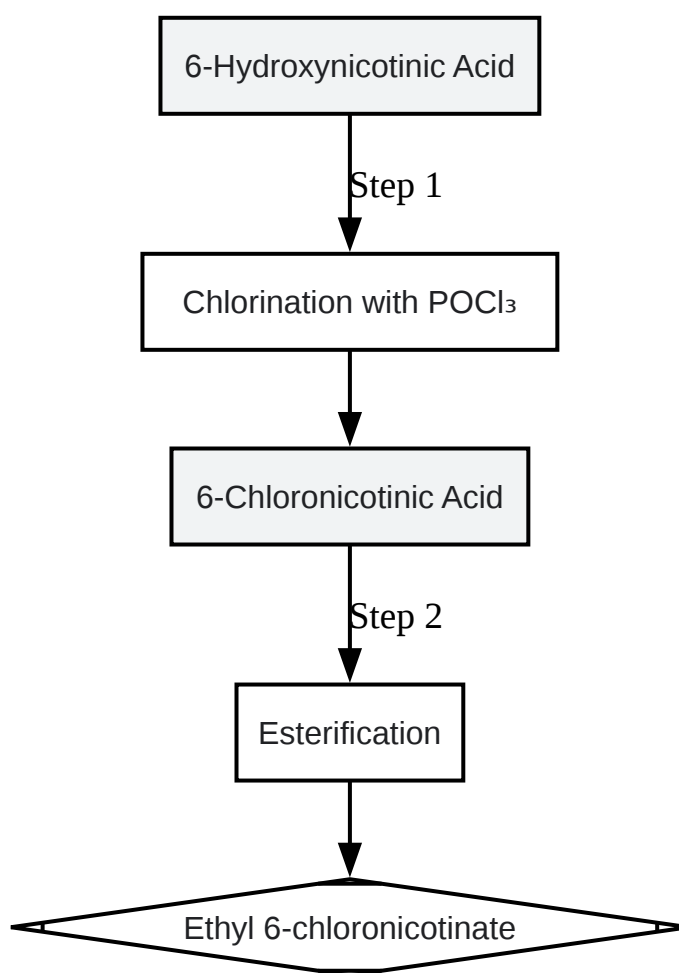 6-Hydroxynicotinic Acid
Step 1
Chlorination with POCl₃
6-Chloronicotinic Acid
Step 2
Esterification
Ethyl 6-chloronicotinate